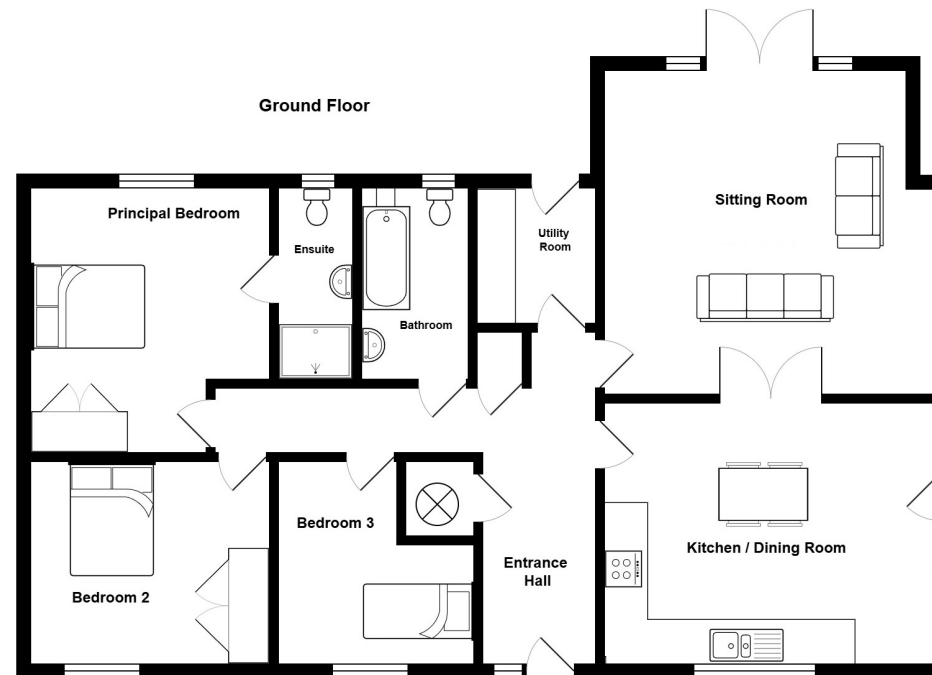 Ground Floor
Principal Bedroom
Ensuite
Bathroom
Utility
Room
Sitting Room
Bedroom 2
Bedroom 3
Entrance
Hall
Kitchen / Dining Room